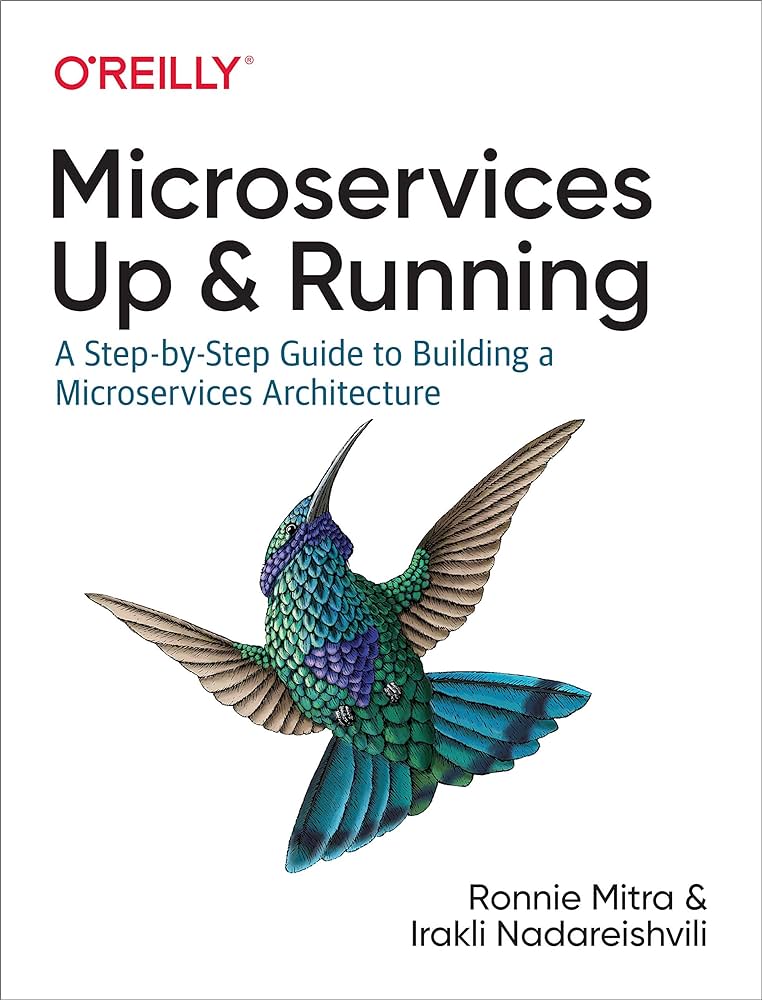 O'REILLY®
Microservices
Up & Running
A Step-by-Step Guide to Building a
Microservices Architecture
Ronnie Mitra &
Irakli Nadareishvili